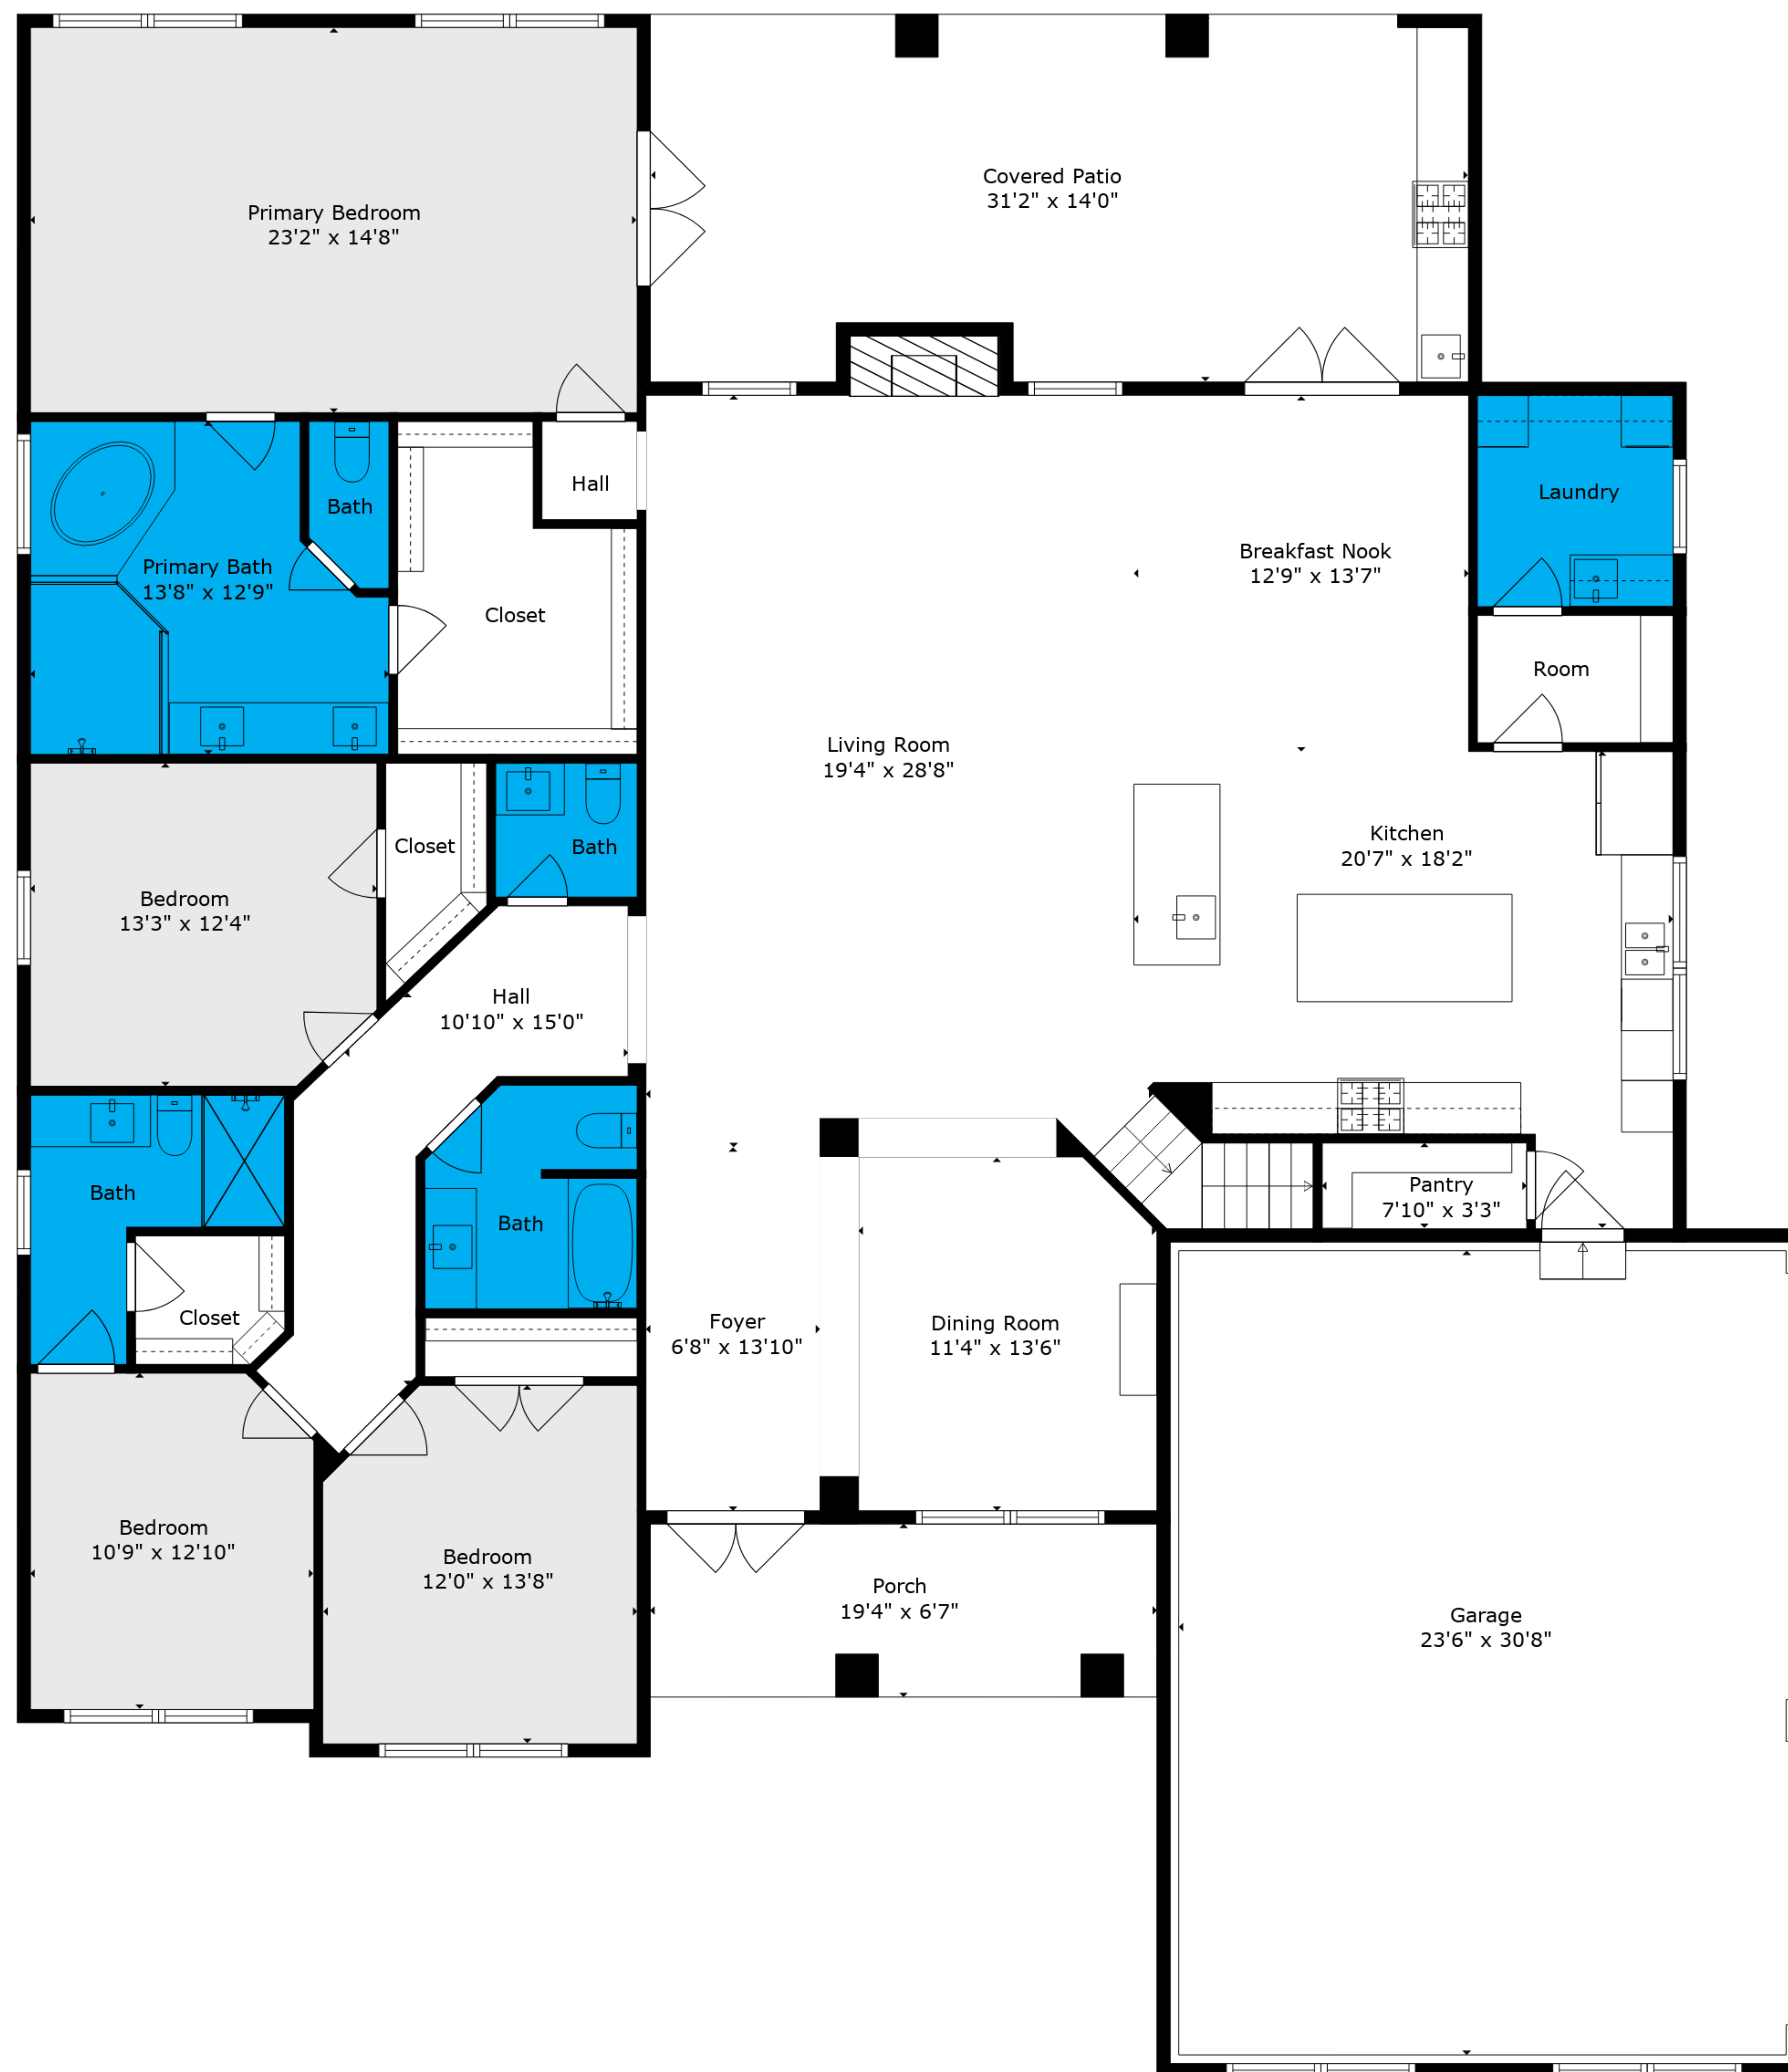 Primary Bedroom
23'2" x 14'8"
Covered Patio
31'2" x 14'0"
Hall
Bath
Laundry
Primary Bath
13'8" x 12'9"
Closet
Breakfast Nook
12'9" x 13'7"
Room
Living Room
19'4" x 28'8"
Closet
Bath
Kitchen
20'7" x 18'2"
Bedroom
13'3" x 12'4"
Hall
10'10" x 15'0"
Bath
Bath
Pantry
7'10" x 3'3"
Closet
Foyer
6'8" x 13'10"
Dining Room
11'4" x 13'6"
Bedroom
10'9" x 12'10"
Bedroom
12'0" x 13'8"
Porch
19'4" x 6'7"
Garage
23'6" x 30'8"